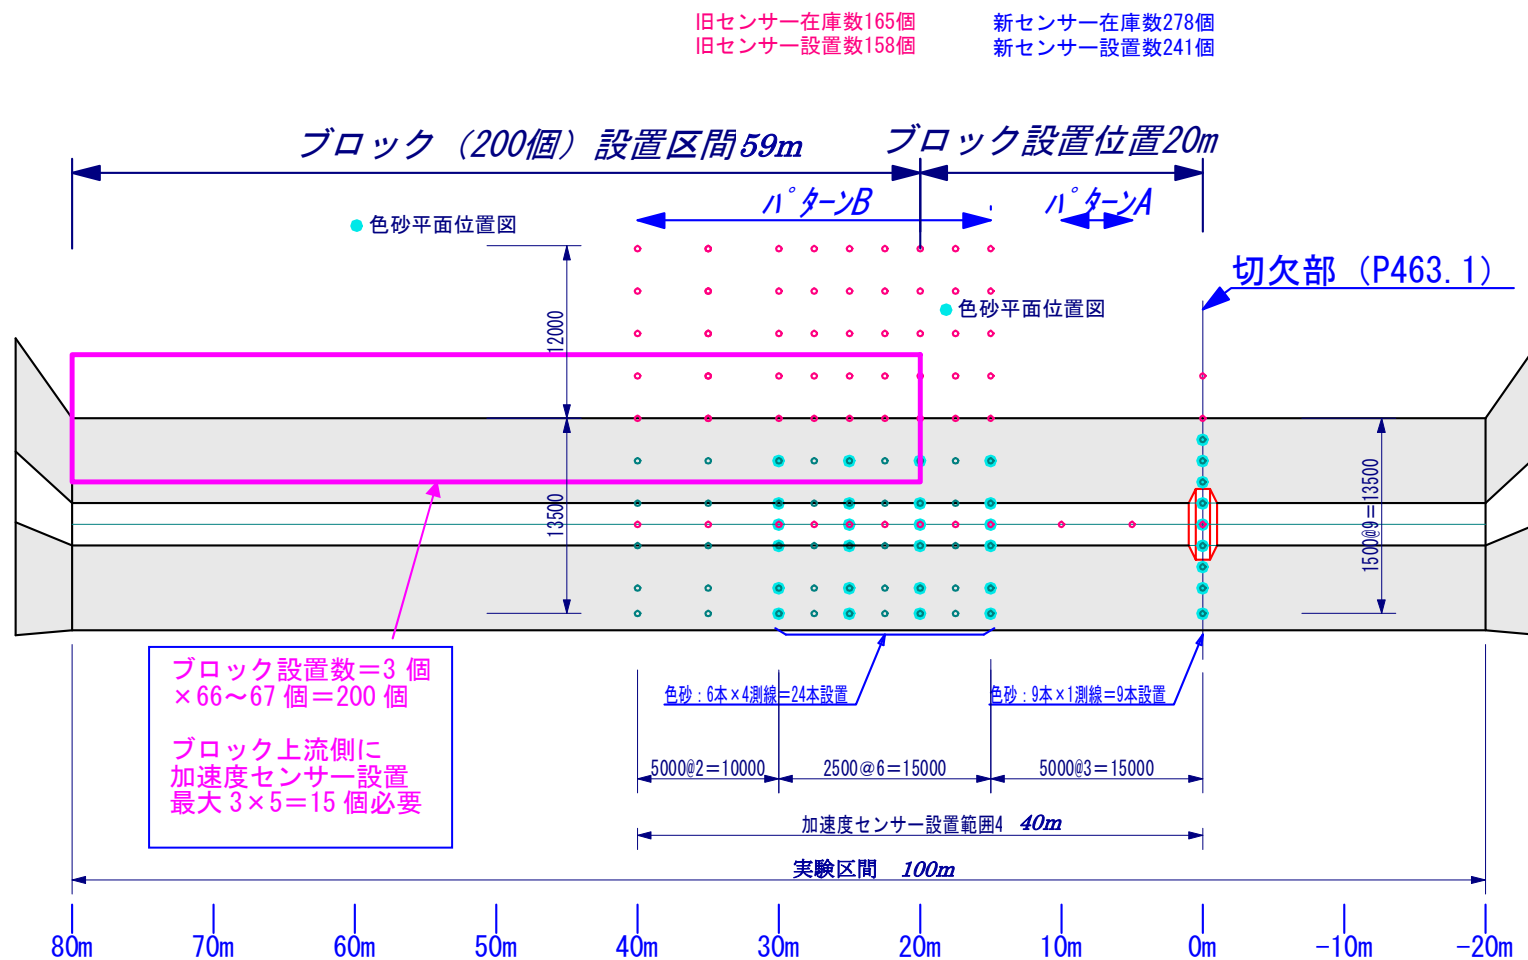 旧センサー在庫数165個
旧センサー設置数158個
新センサー在庫数278個
新センサー設置数241個
ブロック（200個）設置区間59m
ブロック設置位置20m
パターンB
パターンA
色砂平面位置図
切欠部（P463.1）
色砂平面位置図
12000
13500
1500@9＝13500
ブロック設置数＝3 個
×66～67 個＝200 個
ブロック上流側に
加速度センサー設置
最大 3×5＝15 個必要
色砂：6本×4測線＝24本設置
色砂：9本×1測線＝9本設置
5000@2＝10000
2500@6＝15000
5000@3＝15000
加速度センサー設置範囲4 40m
実験区間 100m
80m
70m
60m
50m
40m
30m
20m
10m
0m
−10m
−20m